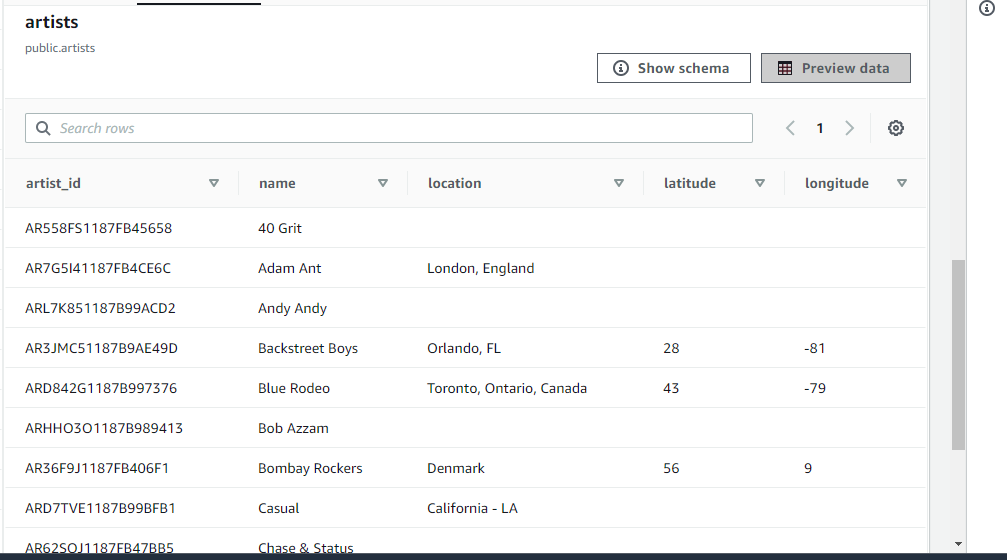 artists
public.artists
Show schema
Preview data
Search rows
1
artist_id name location latitude longitude
AR558FS1187FB45658 40 Grit
AR7G5I41187FB4CE6C Adam Ant London, England
ARL7K851187B99ACD2 Andy Andy
AR3JMC51187B9AE49D Backstreet Boys Orlando, FL 28 -81
ARD842G1187B997376 Blue Rodeo Toronto, Ontario, Canada 43 -79
ARHHO3O1187B989413 Bob Azzam
AR36F9J1187FB406F1 Bombay Rockers Denmark 56 9
ARD7TVE1187B99BFB1 Casual California - LA
AR62SOJ1187FB47BB5 Chase & Status